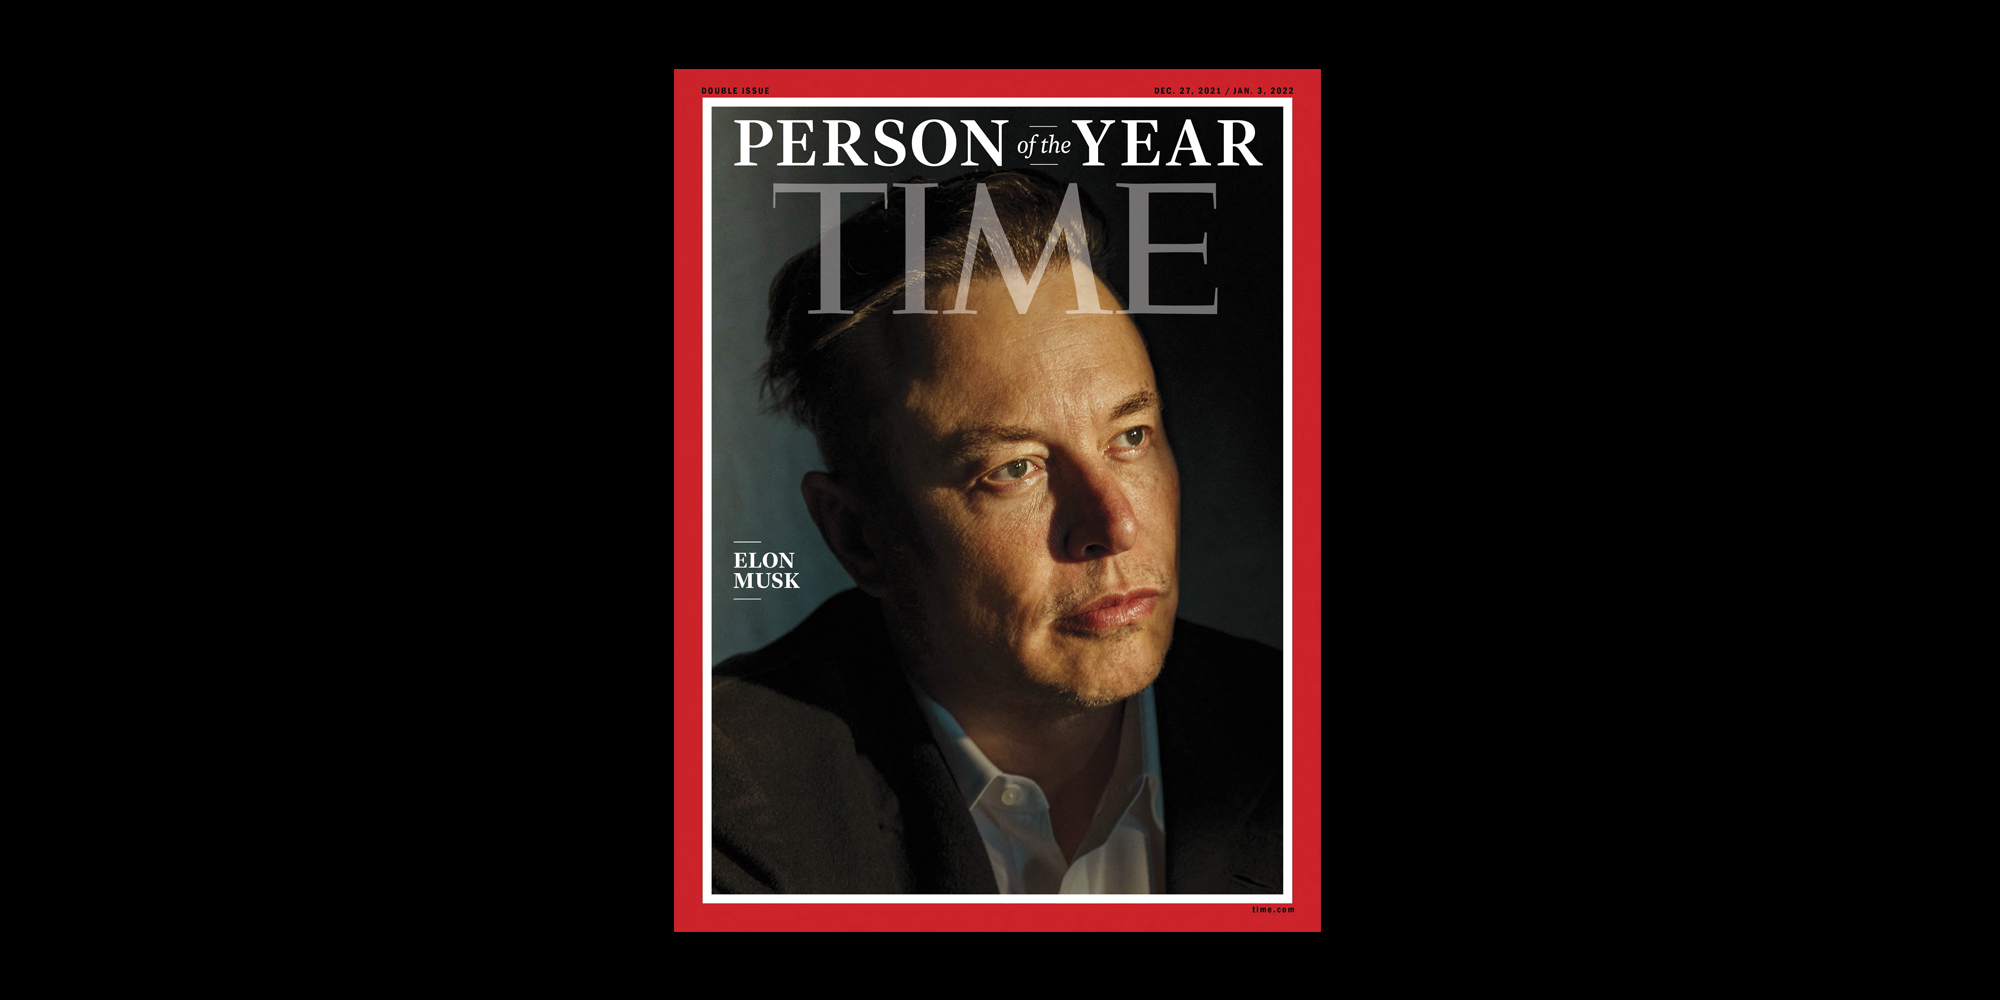 DOUBLE ISSUE
DEC. 27, 2021 / JAN. 3, 2022
PERSON of the YEAR
TIME
ELON
MUSK
time.com